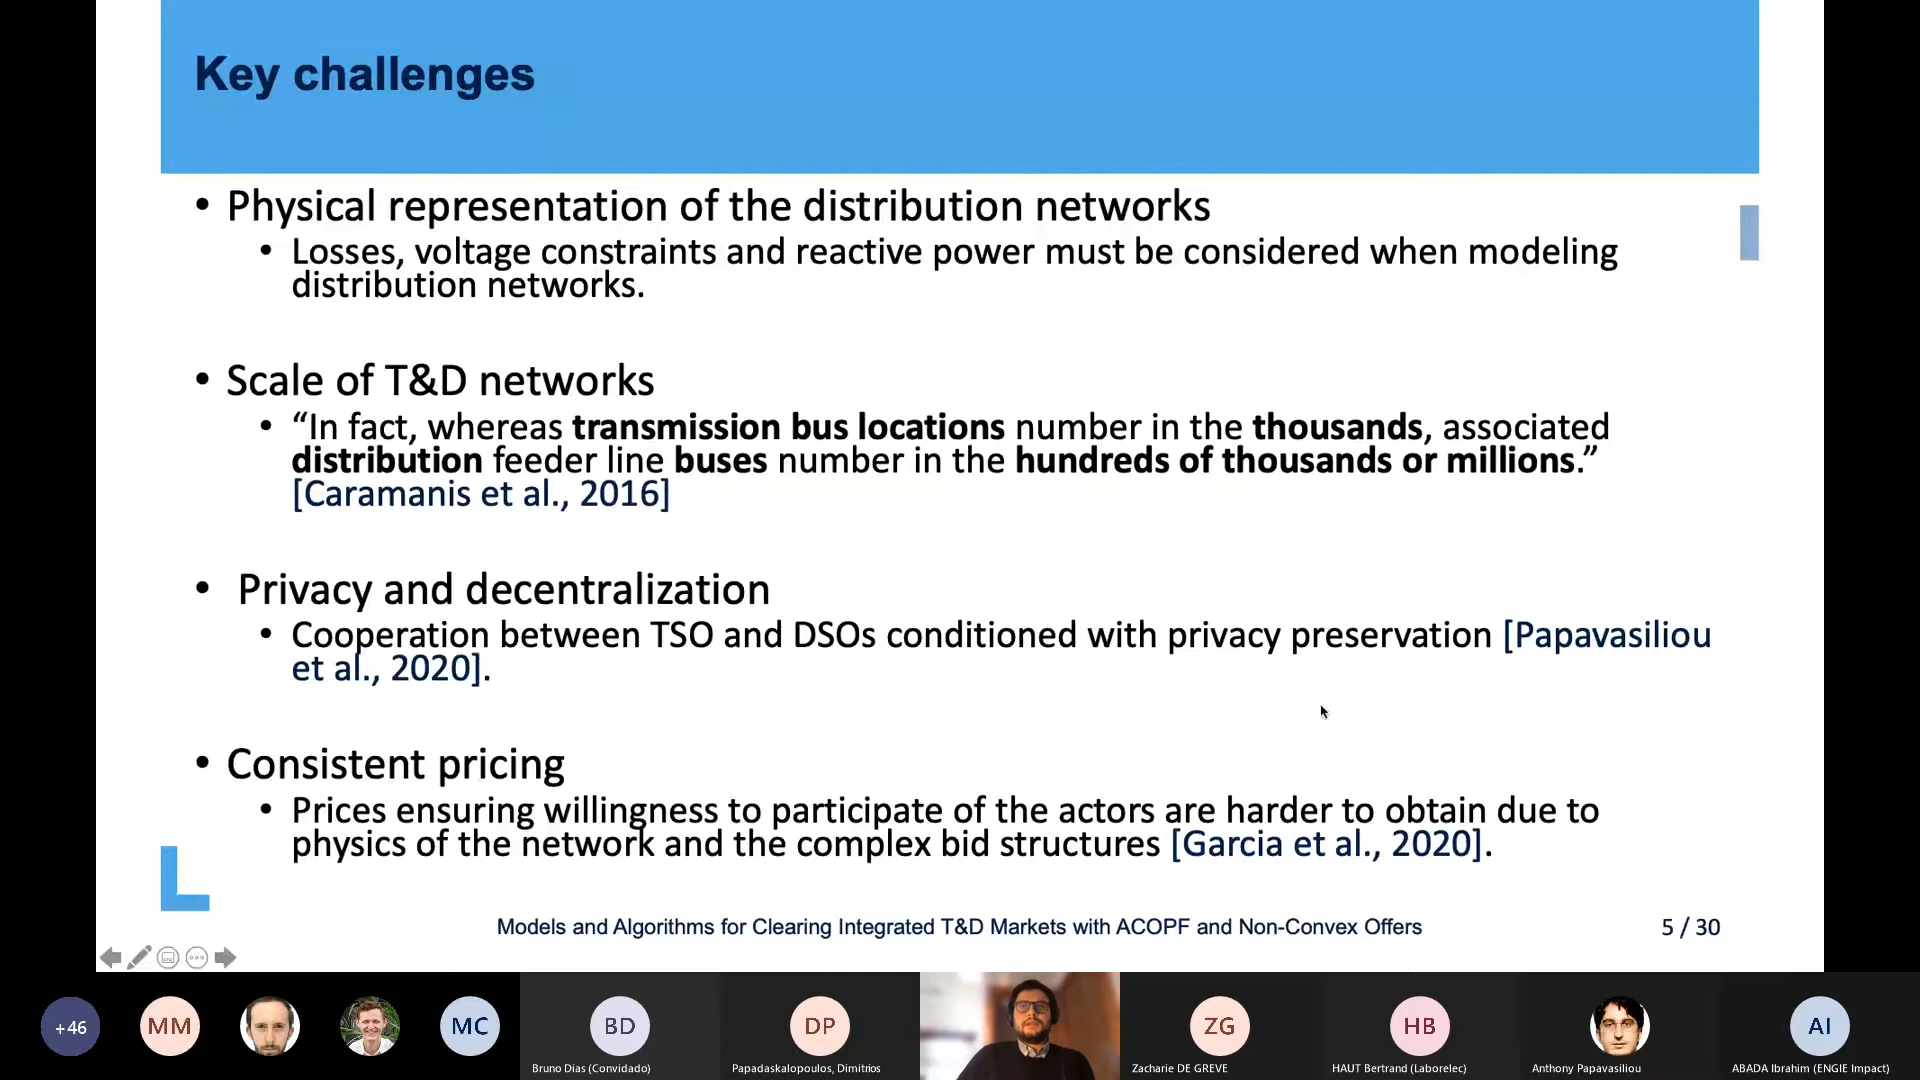 Key challenges
• Physical representation of the distribution networks
• Losses, voltage constraints and reactive power must be considered when modeling
distribution networks.
• Scale of T&D networks
• “In fact, whereas transmission bus locations number in the thousands, associated
distribution feeder line buses number in the hundreds of thousands or millions.”
[Caramanis et al., 2016]
• Privacy and decentralization
• Cooperation between TSO and DSOs conditioned with privacy preservation [Papavasiliou
et al., 2020].
• Consistent pricing
• Prices ensuring willingness to participate of the actors are harder to obtain due to
physics of the network and the complex bid structures [Garcia et al., 2020].
Models and Algorithms for Clearing Integrated T&D Markets with ACOPF and Non-Convex Offers
5 / 30
+46
MM
MC
BD
DP
ZG
HB
AI
Bruno Dias (Convidado)
Papadaskalopoulos, Dimitrios
Zacharie DE GREVE
HAUT Bertrand (Laborelec)
Anthony Papavasiliou
ABADA Ibrahim (ENGIE Impact)